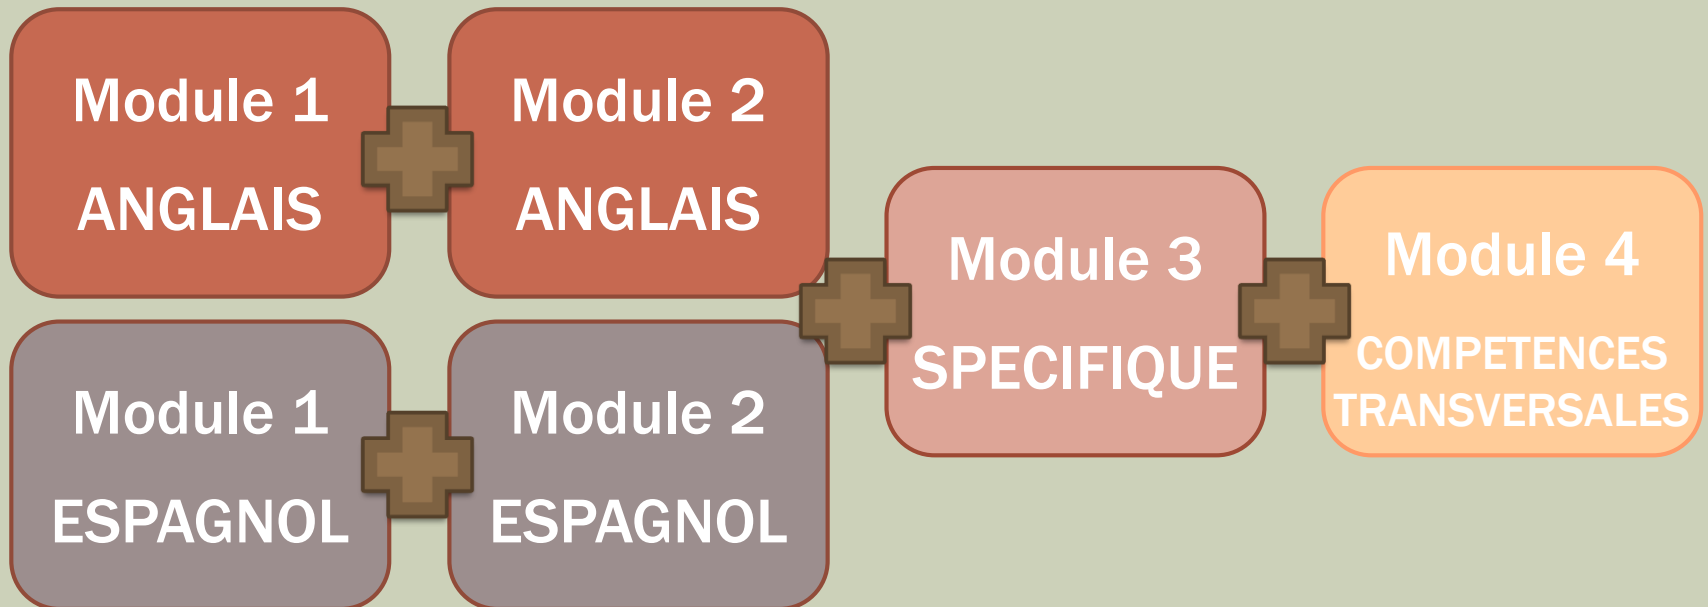 Module 1
ANGLAIS
Module 2
ANGLAIS
Module 1
ESPAGNOL
Module 2
ESPAGNOL
Module 3
SPECIFIQUE
Module 4
COMPETENCES
TRANSVERSALES